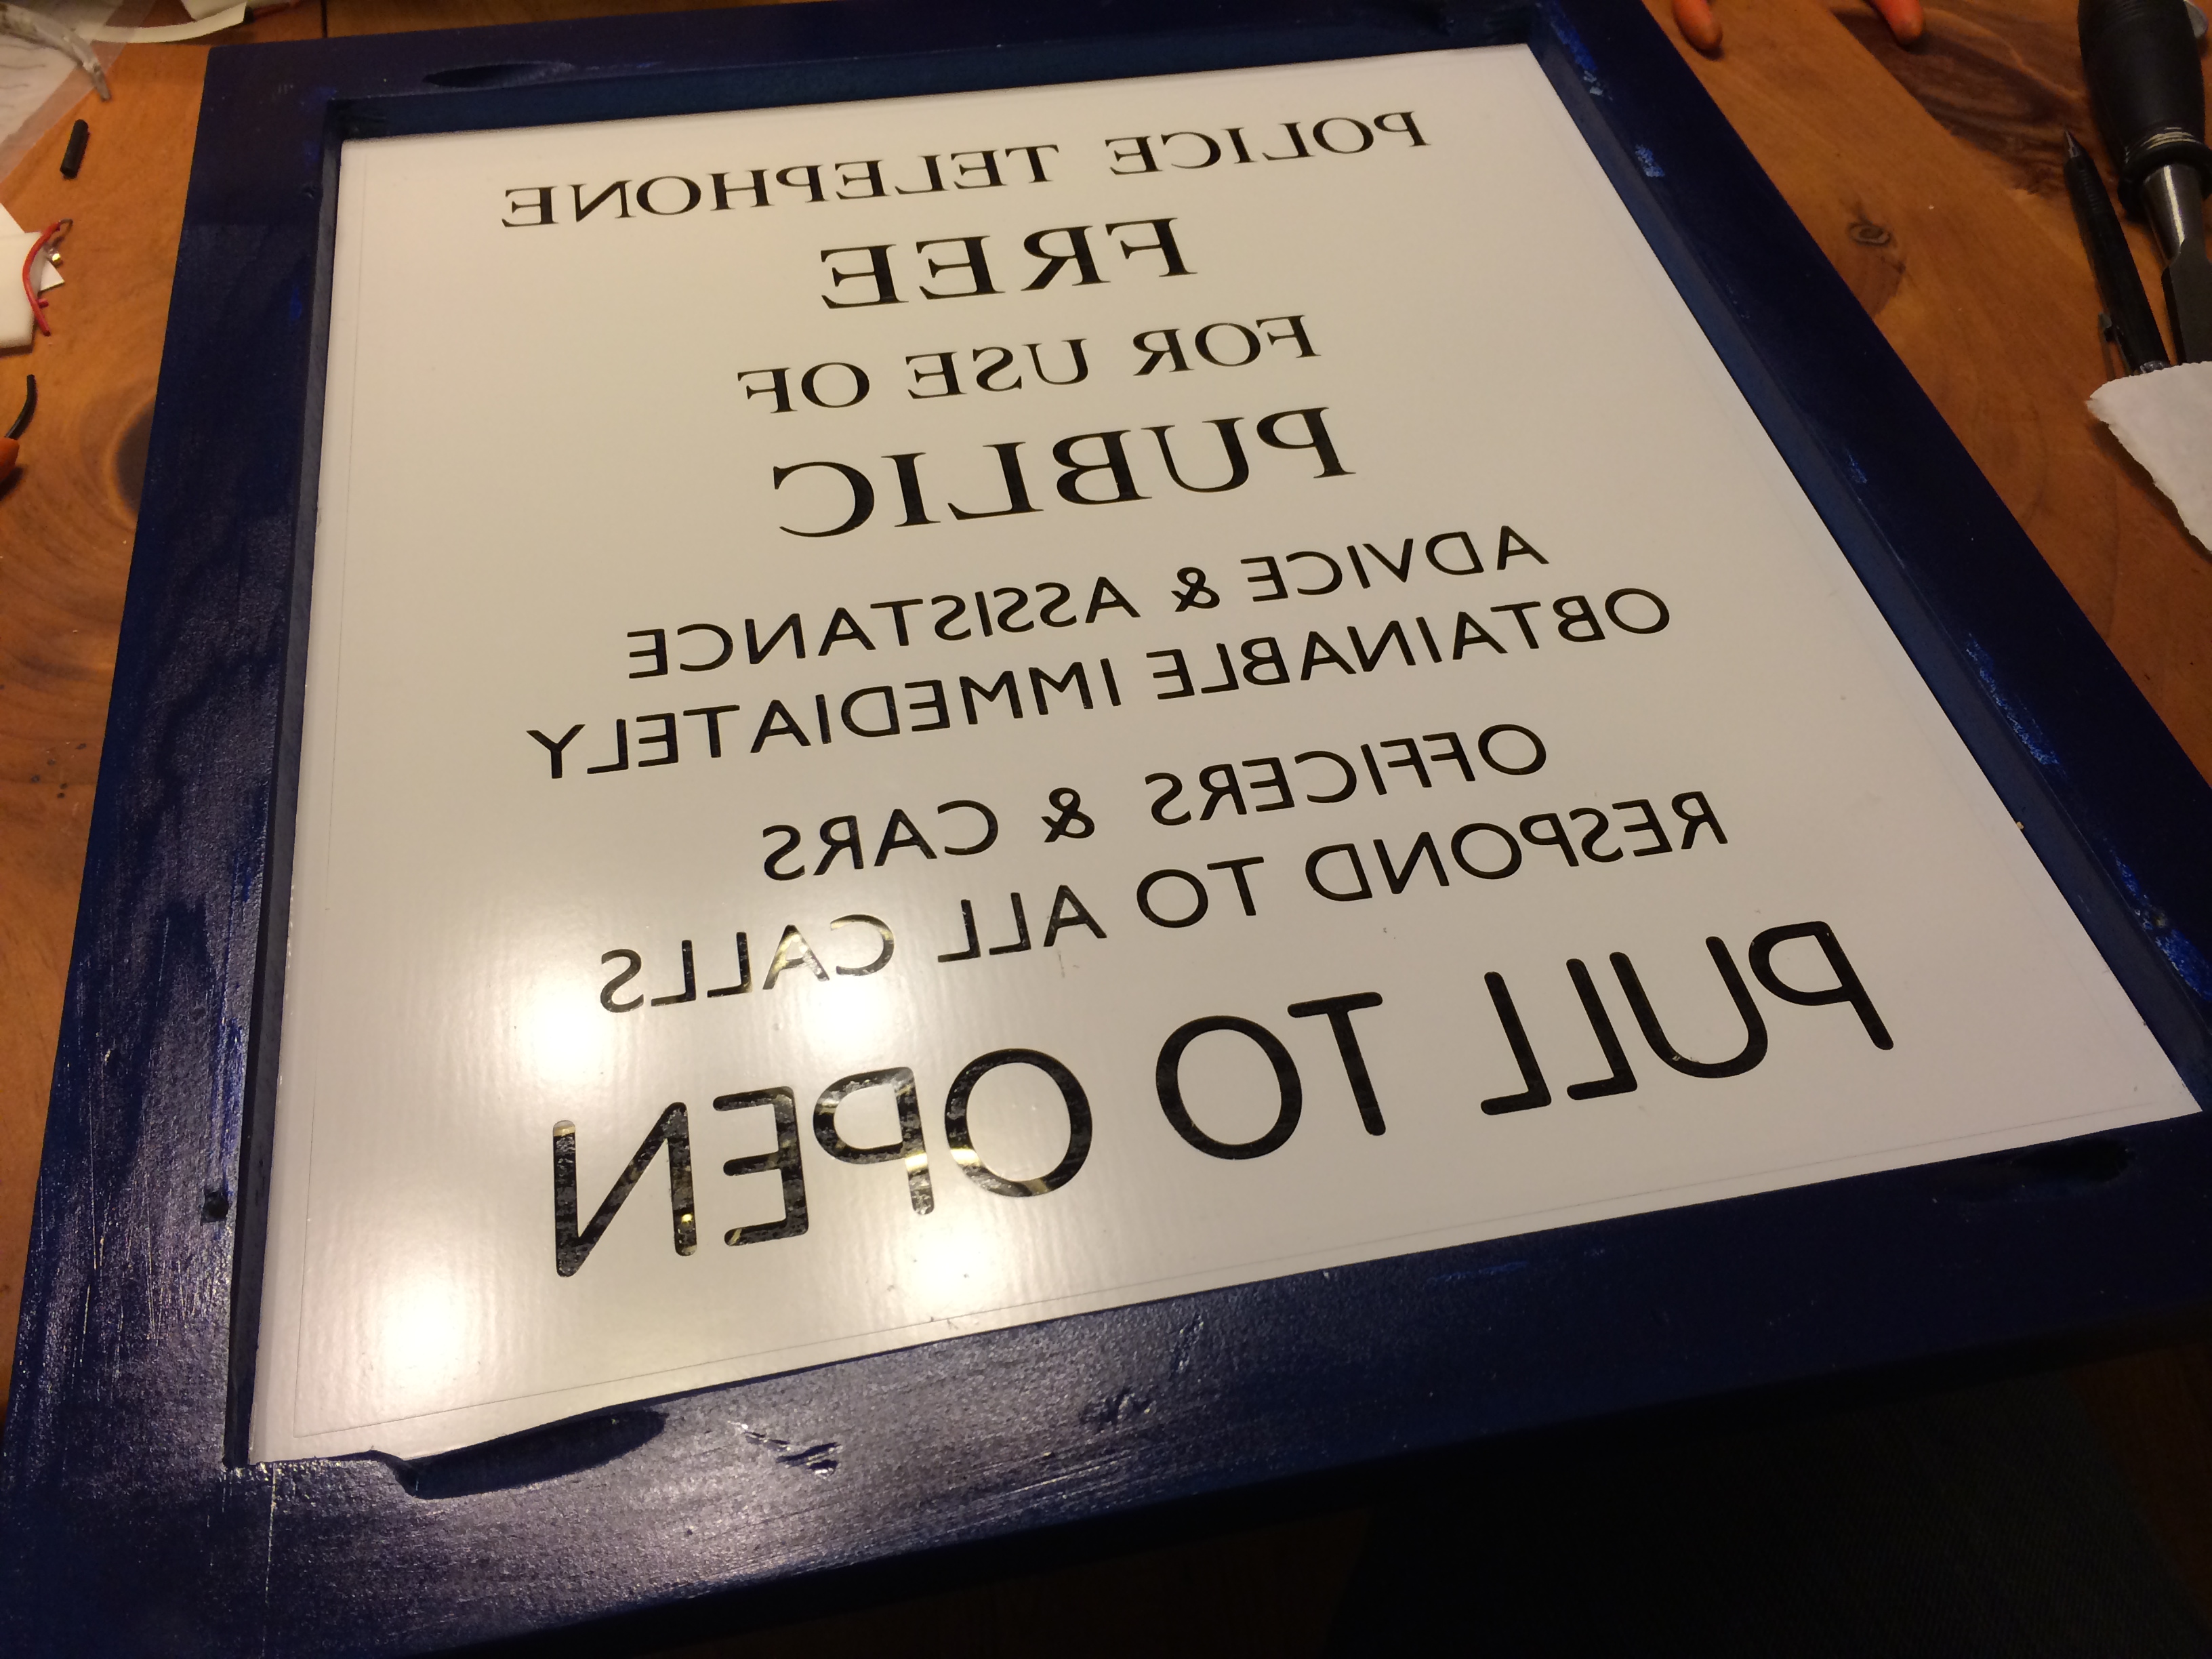 POLICE TELEPHONE
FREE
FOR USE OF
PUBLIC
ADVICE & ASSISTANCE
OBTAINABLE IMMEDIATELY
OFFICERS & CARS
RESPOND TO ALL CALLS
PULL TO OPEN